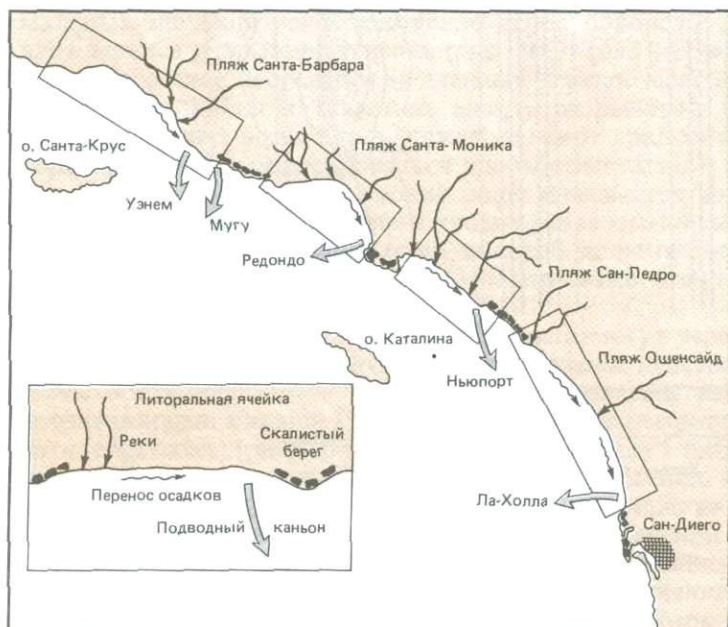 Пляж Санта-Барбара
о. Санта-Крус
Пляж Санта-Моника
Узнем
Мугу
Редондо
Пляж Сан-Педро
о. Каталина
Пляж Ошенсайд
Ньюпорт
Литоральная ячейка
Реки
Скалистый
берег
Перенос осадков
Ла-Холла
Подводный каньон
Сан-Диего